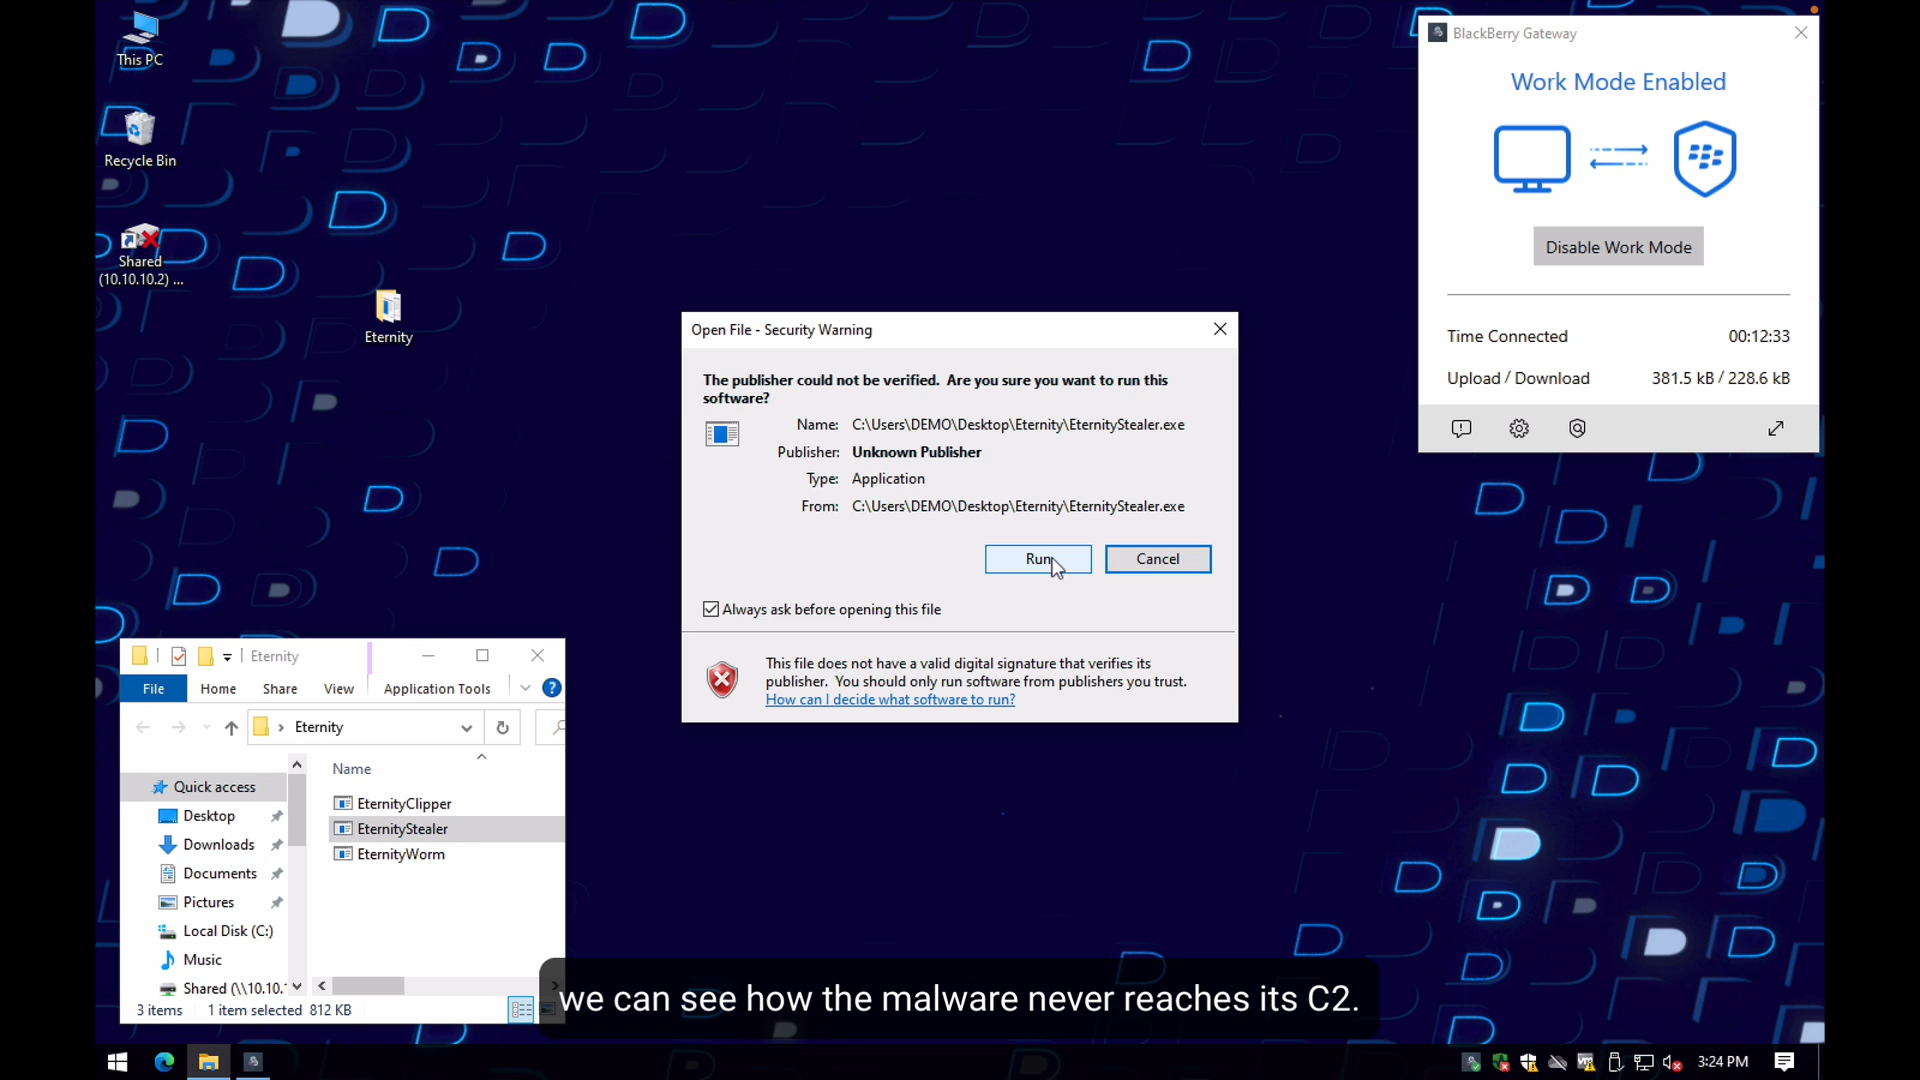 This PC
Recycle Bin
Shared
(10.10.10.2) ...
Eternity
BlackBerry Gateway
Work Mode Enabled
Disable Work Mode
Time Connected 00:12:33
Upload / Download 381.5 kB / 228.6 kB
Open File - Security Warning
The publisher could not be verified. Are you sure you want to run this
software?
Name: C:\Users\DEMO\Desktop\Eternity\EternityStealer.exe
Publisher: Unknown Publisher
Type: Application
From: C:\Users\DEMO\Desktop\Eternity\EternityStealer.exe
Run Cancel
Always ask before opening this file
This file does not have a valid digital signature that verifies its
publisher. You should only run software from publishers you trust.
How can I decide what software to run?
Eternity
File Home Share View Application Tools
Eternity
Name
Quick access
Desktop
Downloads
Documents
Pictures
Local Disk (C:)
Music
Shared (\\10.10.1
EternityClipper
EternityStealer
EternityWorm
3 items 1 item selected 812 KB
we can see how the malware never reaches its C2.
3:24 PM